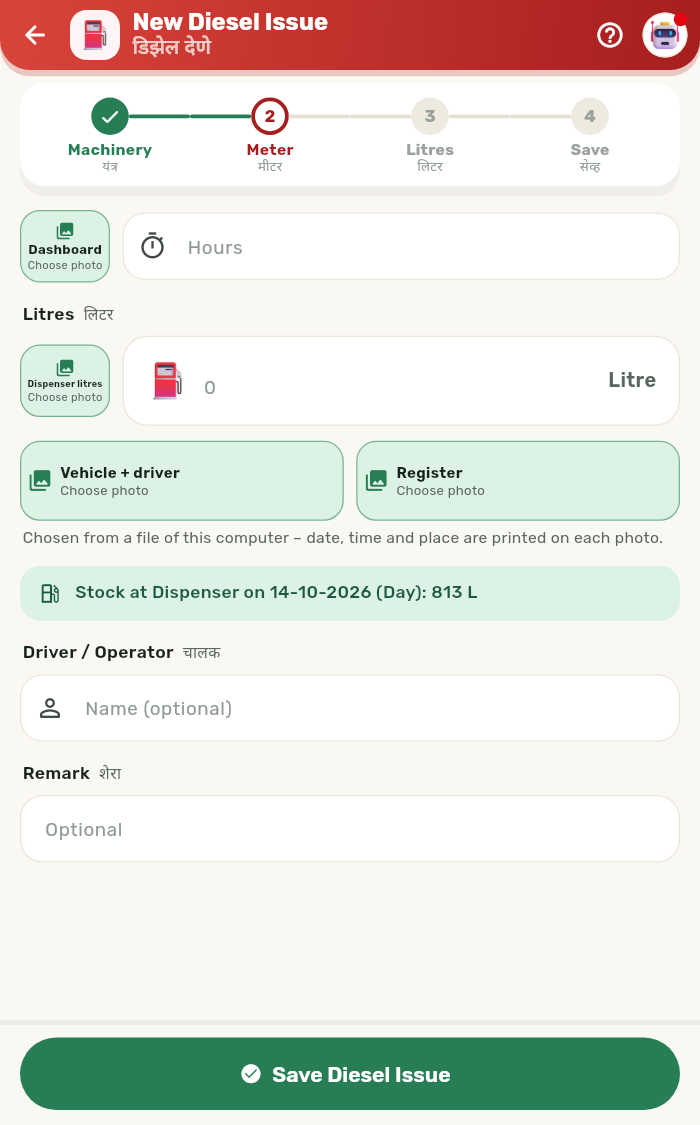 New Diesel Issue
डिझेल देणे
2
3
4
Machinery
Meter
Litres
Save
यंत्र
मीटर
लिटर
सेव्ह
Dashboard
Choose photo
Hours
Litres लिटर
Dispenser litres
Choose photo
0
Litre
Vehicle + driver
Choose photo
Register
Choose photo
Chosen from a file of this computer – date, time and place are printed on each photo.
Stock at Dispenser on 14-10-2026 (Day): 813 L
Driver / Operator चालक
Name (optional)
Remark शेरा
Optional
Save Diesel Issue